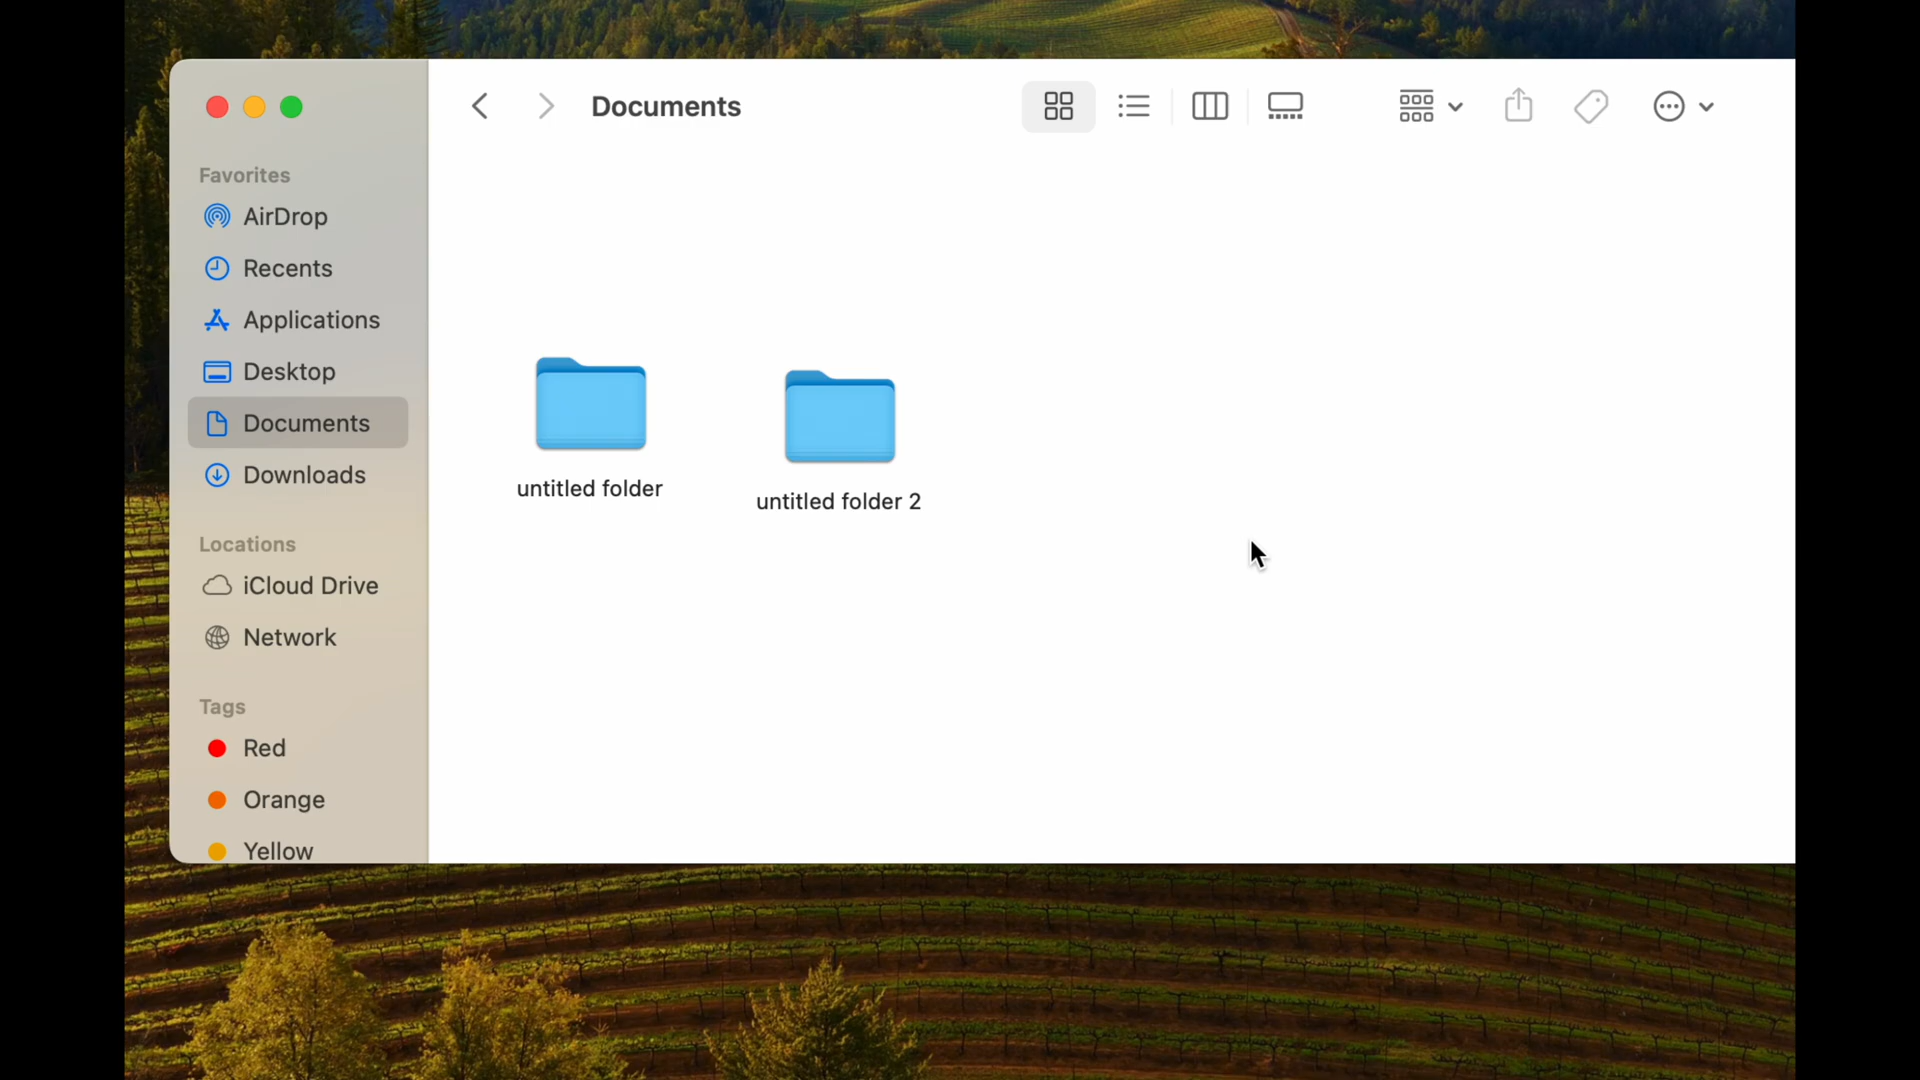 Documents
Favorites
AirDrop
Recents
Applications
Desktop
Documents
Downloads
Locations
iCloud Drive
Network
Tags
Red
Orange
Yellow
untitled folder
untitled folder 2